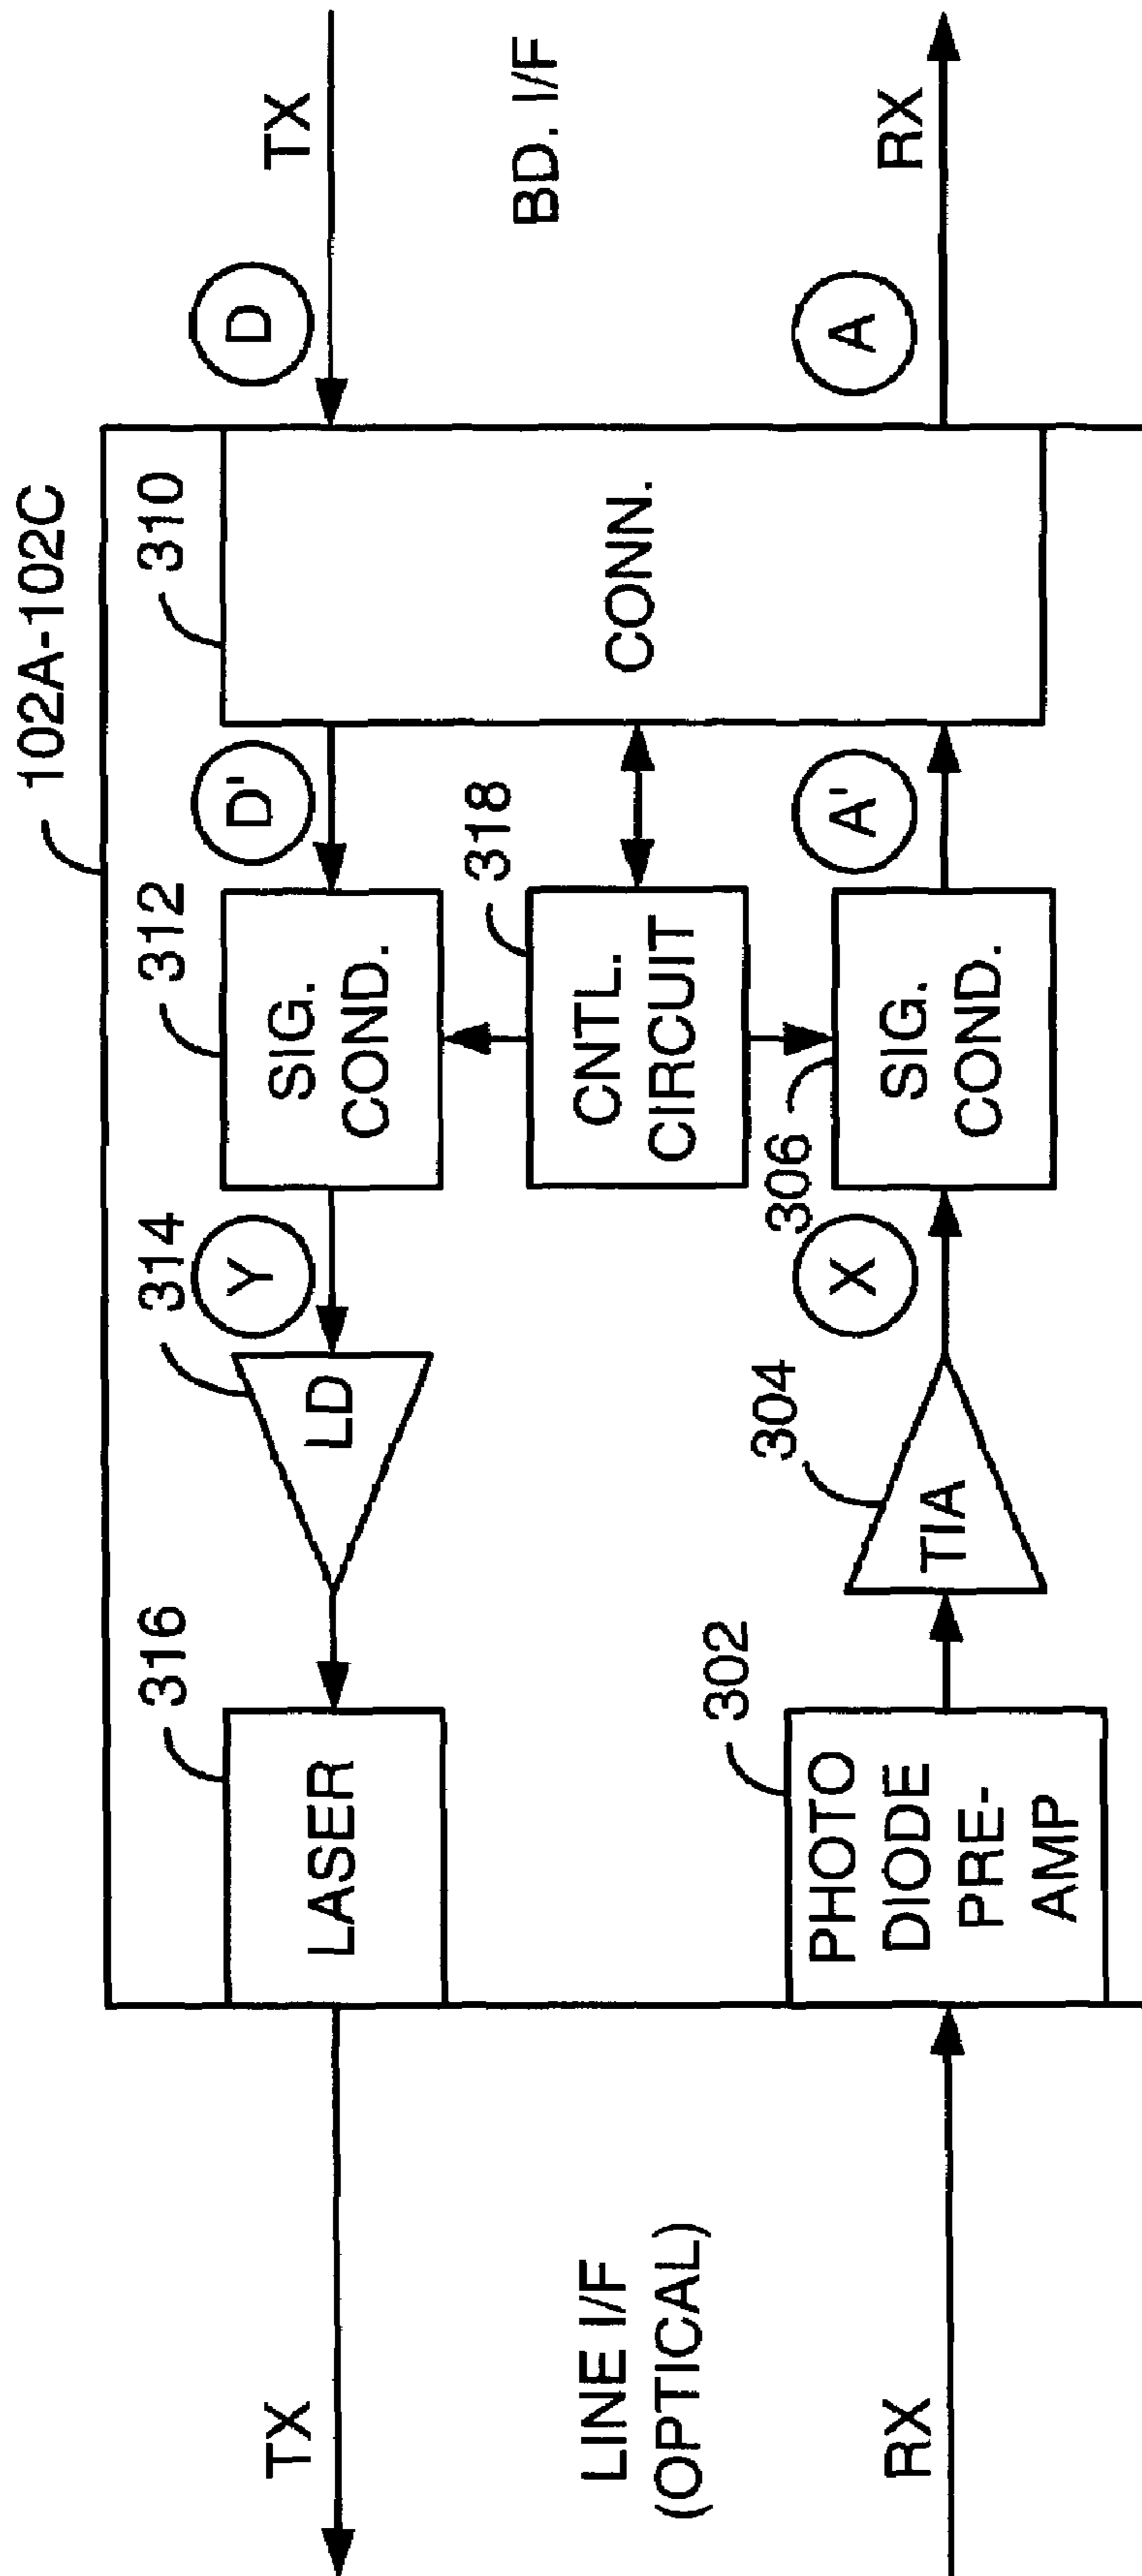 102A-102C
TX
316
LASER
314
LD
Y
312
SIG.
COND.
D'
310
D
TX
LINE I/F
(OPTICAL)
318
CNTL.
CIRCUIT
CONN.
BD. I/F
RX
302
PHOTO
DIODE
PRE-
AMP
304
TIA
X
306
SIG.
COND.
A'
A
RX